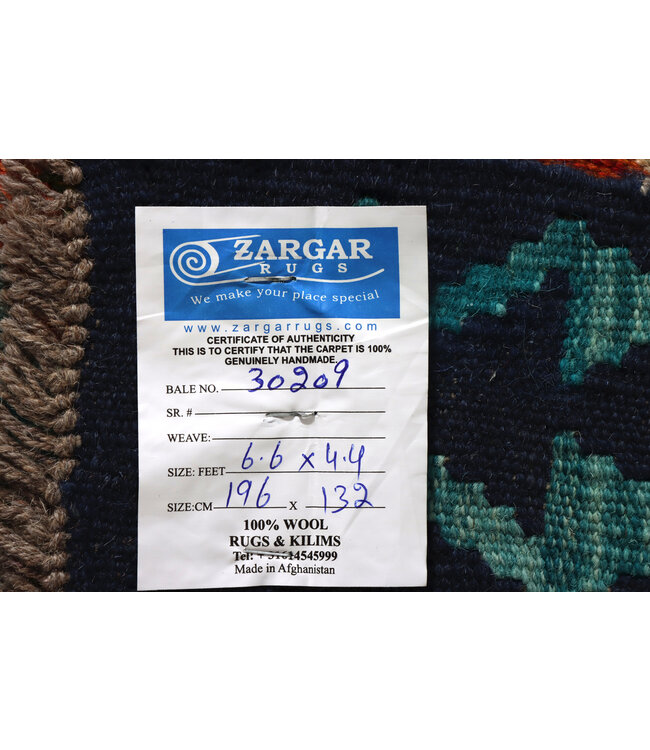 ZARGAR
RUGS
We make your place special
www.zargarrugs.com
CERTIFICATE OF AUTHENTICITY
THIS IS TO CERTIFY THAT THE CARPET IS 100%
GENUINELY HANDMADE.
BALE NO. 30209
SR. #
WEAVE:
SIZE: FEET 6.6 x 4.4
SIZE:CM 196 X 132
100% WOOL
RUGS & KILIMS
Tel: + 31614545999
Made in Afghanistan